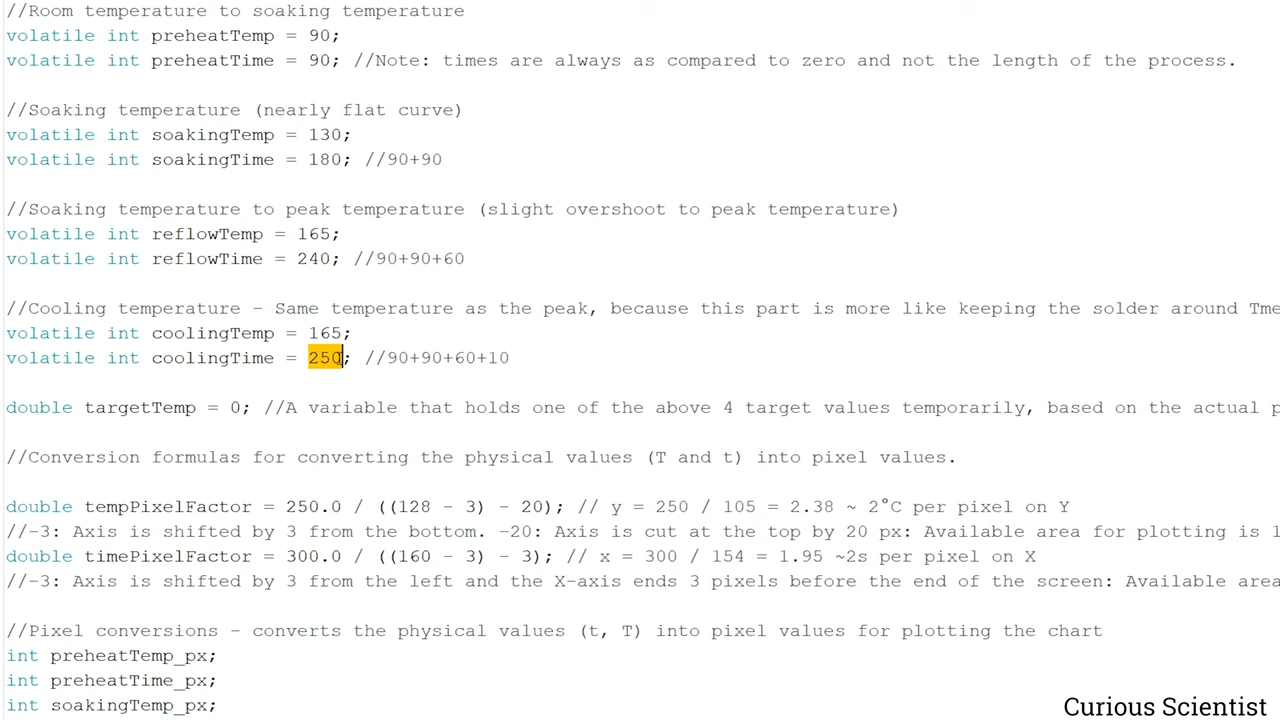 //Room temperature to soaking temperature
volatile int preheatTemp = 90;
volatile int preheatTime = 90; //Note: times are always as compared to zero and not the length of the process.
//Soaking temperature (nearly flat curve)
volatile int soakingTemp = 130;
volatile int soakingTime = 180; //90+90
//Soaking temperature to peak temperature (slight overshoot to peak temperature)
volatile int reflowTemp = 165;
volatile int reflowTime = 240; //90+90+60
//Cooling temperature - Same temperature as the peak, because this part is more like keeping the solder around Tme
volatile int coolingTemp = 165;
volatile int coolingTime = 250; //90+90+60+10
double targetTemp = 0; //A variable that holds one of the above 4 target values temporarily, based on the actual p
//Conversion formulas for converting the physical values (T and t) into pixel values.
double tempPixelFactor = 250.0 / ((128 - 3) - 20); // y = 250 / 105 = 2.38 ~ 2°C per pixel on Y
//-3: Axis is shifted by 3 from the bottom. -20: Axis is cut at the top by 20 px: Available area for plotting is 1
double timePixelFactor = 300.0 / ((160 - 3) - 3); // x = 300 / 154 = 1.95 ~2s per pixel on X
//-3: Axis is shifted by 3 from the left and the X-axis ends 3 pixels before the end of the screen: Available area
//Pixel conversions - converts the physical values (t, T) into pixel values for plotting the chart
int preheatTemp_px;
int preheatTime_px;
int soakingTemp_px;
Curious Scientist